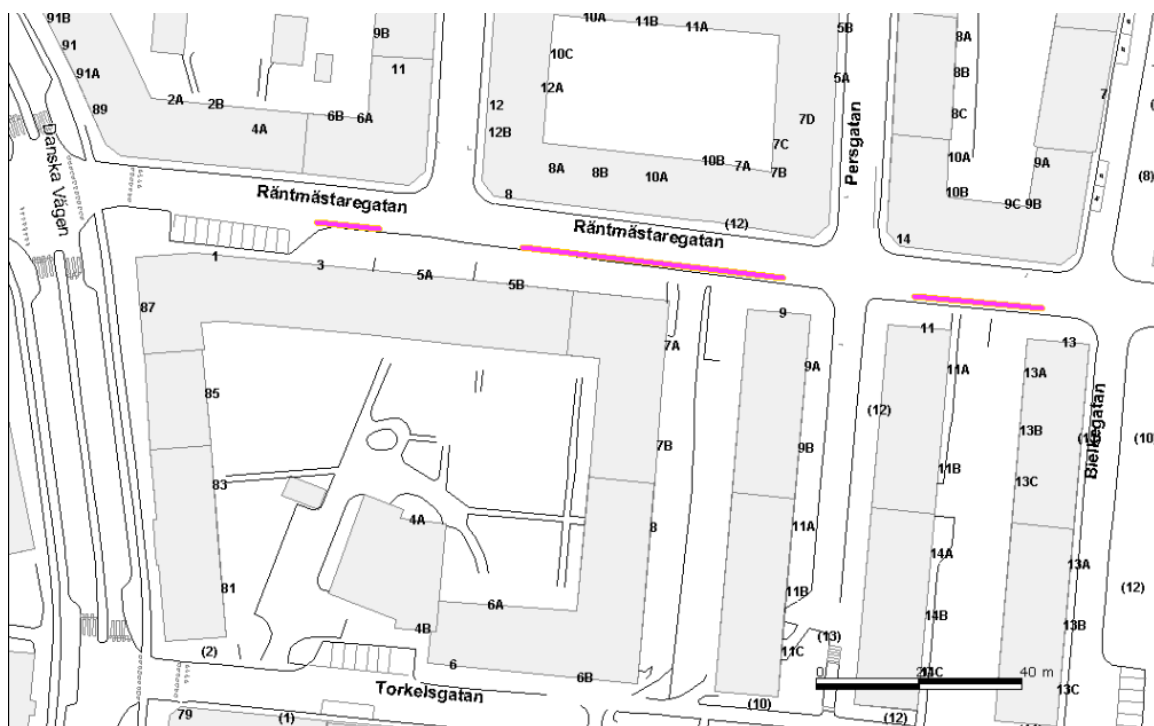 91B
10A
11B
11A
5B
91
9B
8A
91A
11
10C
5A
8B
7
89
2A
2B
12A
12
8C
4A
6B
6A
7D
12B
7C
10A
9A
Danska Vägen
8A
8B
10A
10B
7A
7B
Persgatan
(8)
10B
8
Räntmästaregatan
9C
9B
(12)
Räntmästaregatan
14
1
3
5A
5B
87
9
11
13
7A
9A
11A
13A
85
(12)
Bielkegatan
7B
9B
13B
(10)
83
11B
13C
4A
8
11A
14A
13A
81
6A
11B
(12)
4B
14B
13B
(13)
(2)
11C
6
0
40 m
6B
14C
13C
Torkelsgatan
(10)
79
(1)
(12)